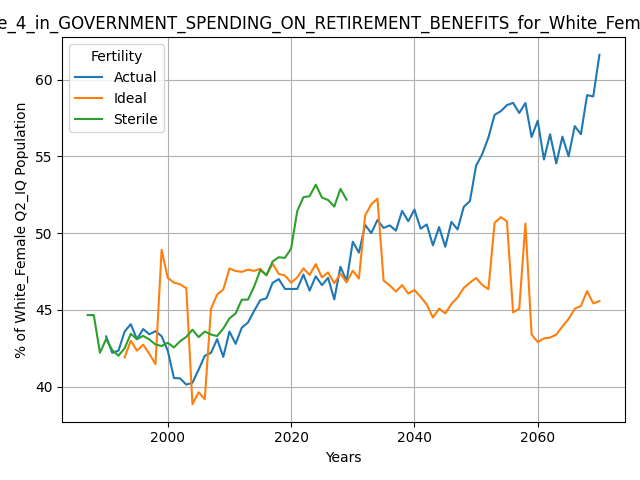 e_4_in_GOVERNMENT_SPENDING_ON_RETIREMENT_BENEFITS_for_White_Fem
Fertility
Actual
Ideal
Sterile
% of White_Female Q2_IQ Population
60
55
50
45
40
2000
2020
2040
2060
Years